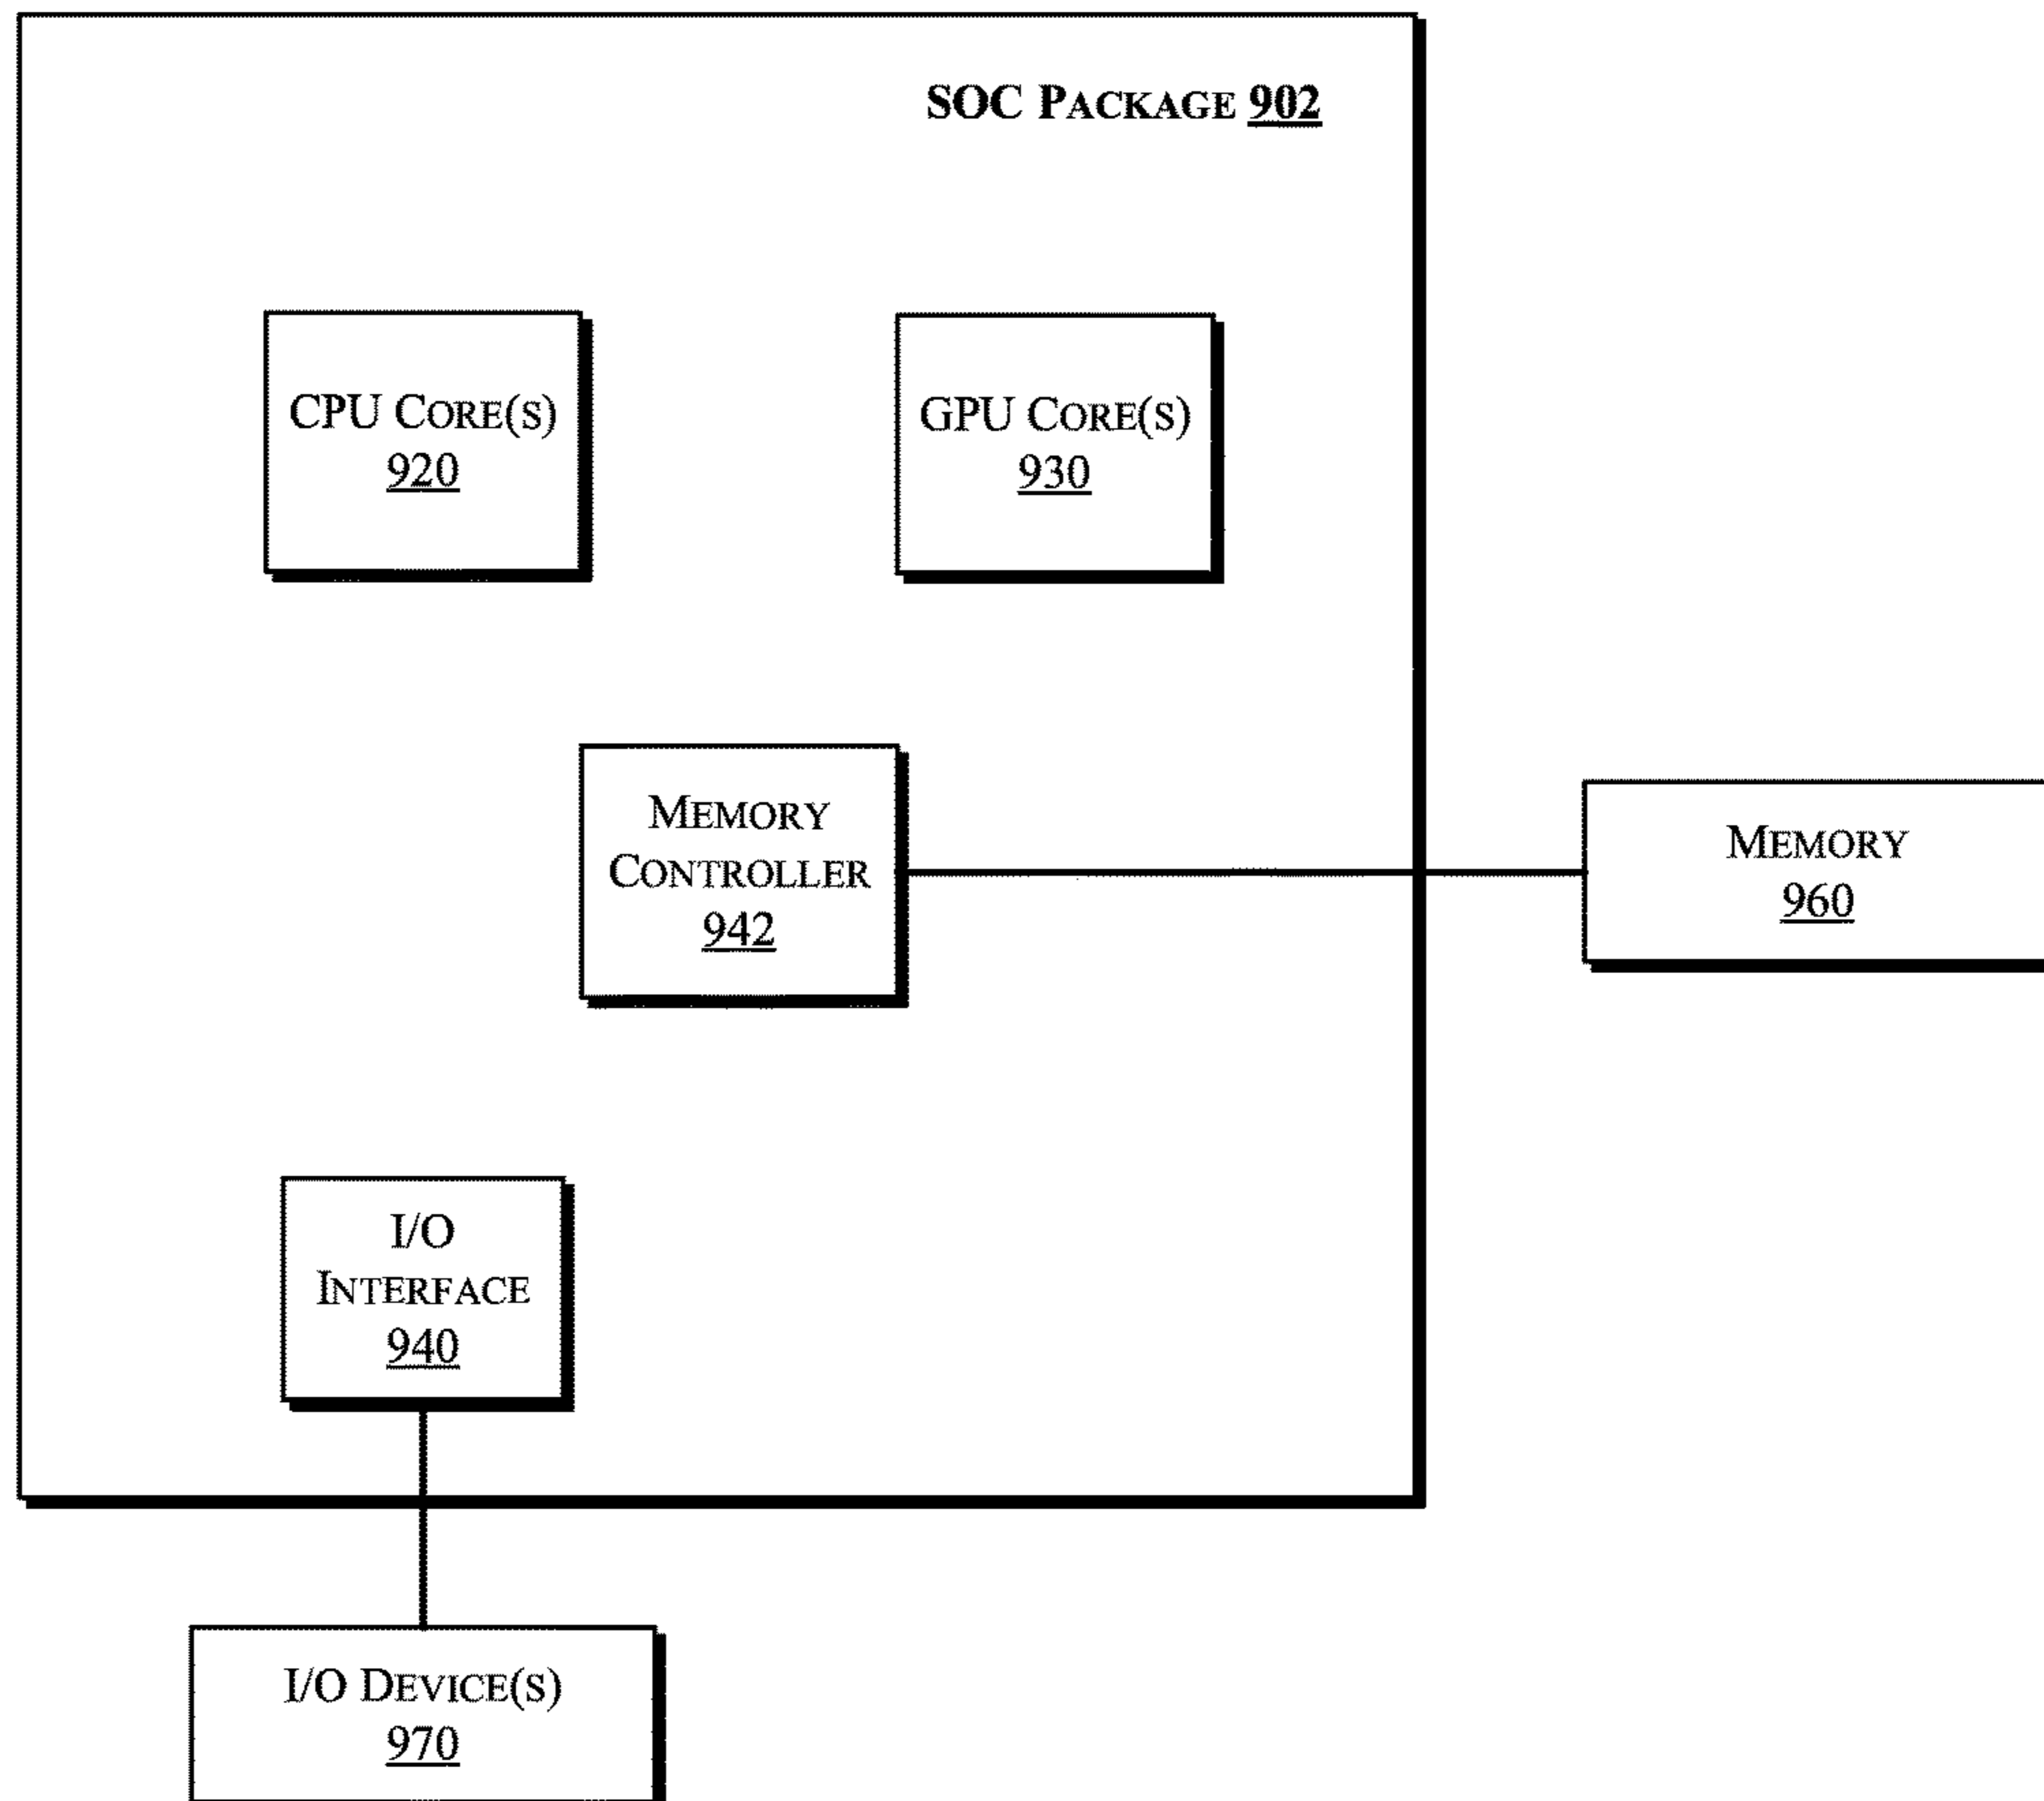 SOC PACKAGE 902
CPU CORE(S)
920
GPU CORE(S)
930
MEMORY
CONTROLLER
942
MEMORY
960
I/O
INTERFACE
940
I/O DEVICE(S)
970